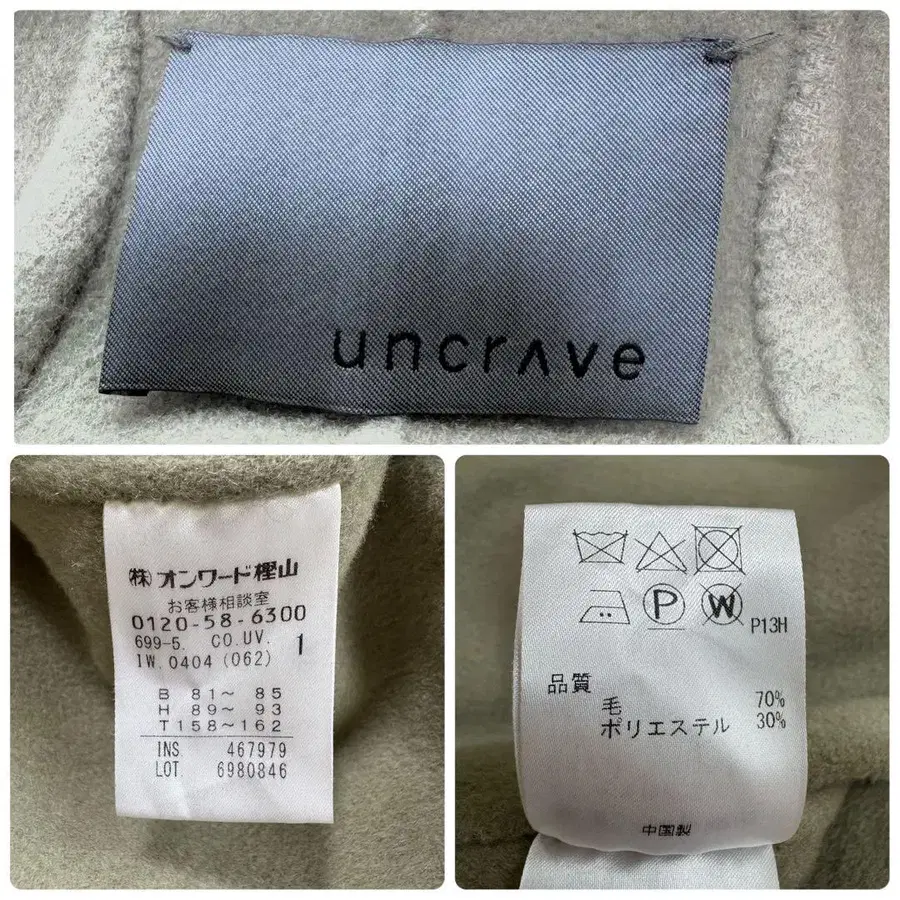 uncrɅve
㈱オンワード樫山
お客様相談室
0120-58-6300
699-5. CO.UV.
IW.0404 (062) 1
B 81～ 85
H 89～ 93
T158～162
INS 467979
LOT. 6980846
P W P13H
品質
毛 70%
ポリエステル 30%
中国製